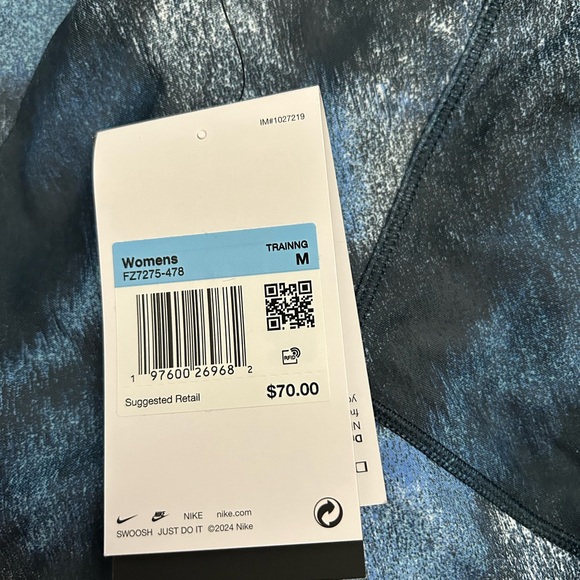 IM#1027219
Womens TRAINNG
FZ7275-478 M
RFID
1 97600 26968 2
Suggested Retail $70.00
NIKE nike.com
SWOOSH JUST DO IT ©2024 Nike